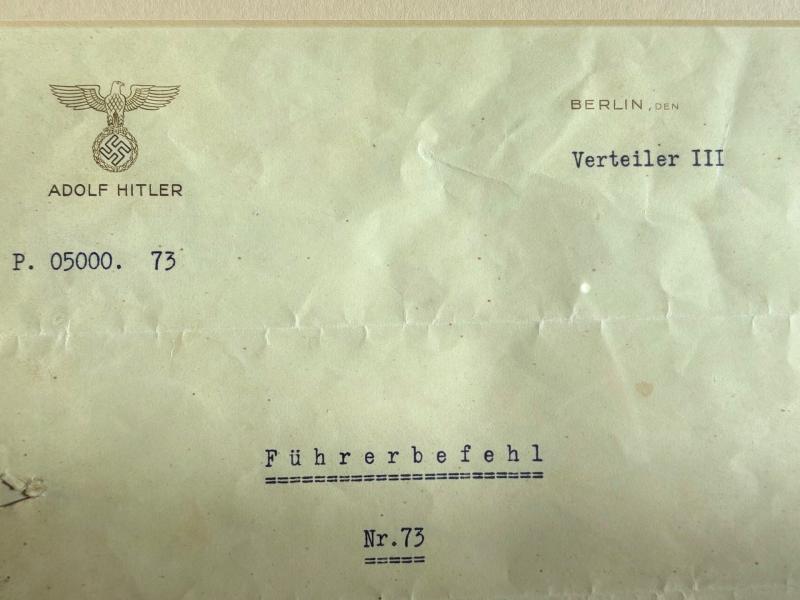 ADOLF HITLER
BERLIN, DEN
Verteiler III
P. 05000. 73
Führerbefehl
Nr.73